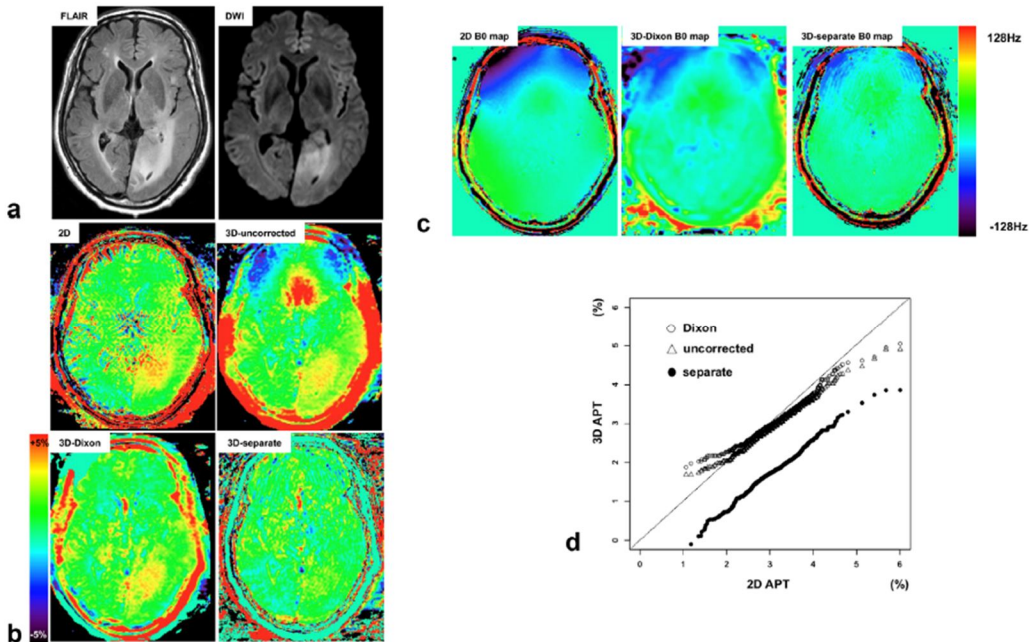 FLAIR
DWI
a
2D
3D-uncorrected
+5%
3D-Dixon
3D-separate
-5%
b
2D B0 map
3D-Dixon B0 map
3D-separate B0 map
128Hz
-128Hz
c
(%)
6
5
4
3
2
1
0
3D APT
Dixon
uncorrected
separate
0 1 2 3 4 5 6
2D APT (%)
d